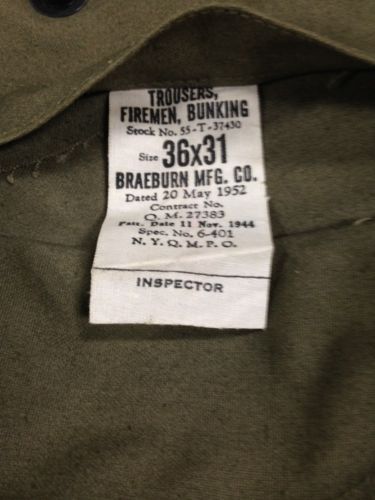 TROUSERS,
FIREMEN, BUNKING
Stock No. 55-T-37430
Size 36x31
BRAEBURN MFG. CO.
Dated 20 May 1952
Contract No.
Q. M. 27383
Patt. Date 11 Nov. 1944
Spec. No. 6-401
N. Y. Q. M. P. O.
INSPECTOR